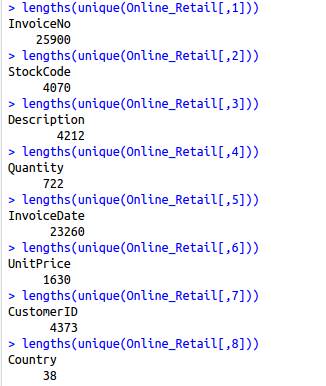 > lengths(unique(Online_Retail[,1]))
InvoiceNo
25900
> lengths(unique(Online_Retail[,2]))
StockCode
4070
> lengths(unique(Online_Retail[,3]))
Description
4212
> lengths(unique(Online_Retail[,4]))
Quantity
722
> lengths(unique(Online_Retail[,5]))
InvoiceDate
23260
> lengths(unique(Online_Retail[,6]))
UnitPrice
1630
> lengths(unique(Online_Retail[,7]))
CustomerID
4373
> lengths(unique(Online_Retail[,8]))
Country
38